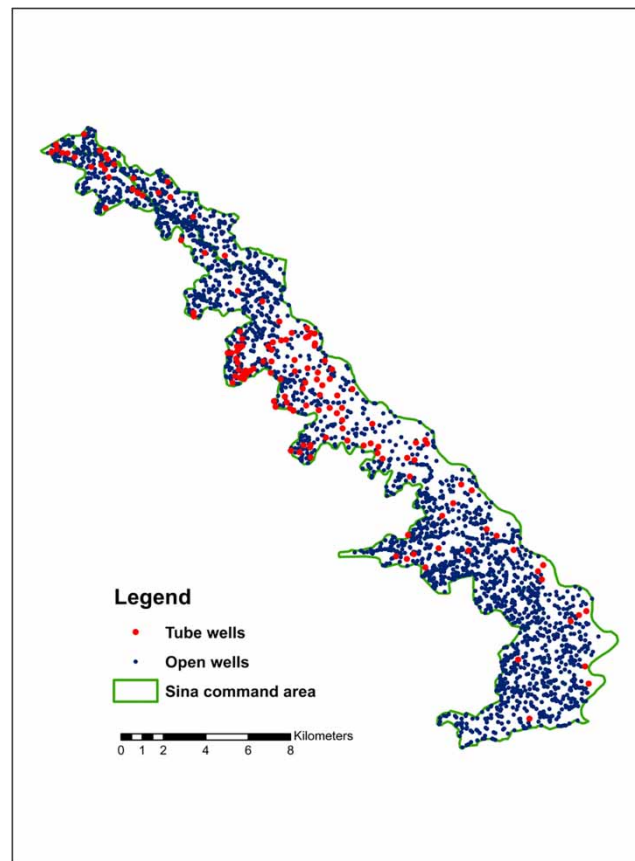 Legend
Tube wells
Open wells
Sina command area
Kilometers
0 1 2 4 6 8